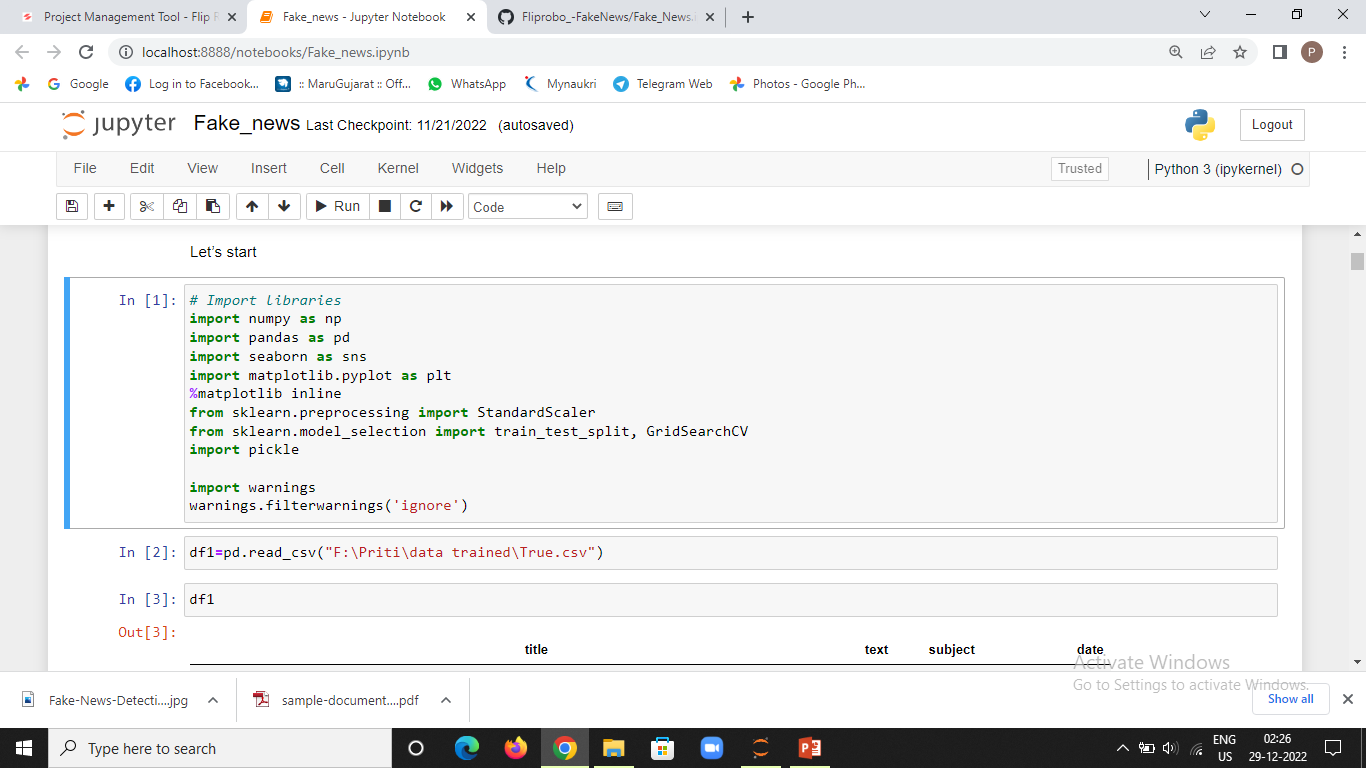 Project Management Tool - Flip R
Fake_news - Jupyter Notebook
Fliprobo_-FakeNews/Fake_News.i
localhost:8888/notebooks/Fake_news.ipynb
P
Google
Log in to Facebook...
:: MaruGujarat :: Off...
WhatsApp
Mynaukri
Telegram Web
Photos - Google Ph...
jupyter Fake_news Last Checkpoint: 11/21/2022 (autosaved)
Logout
File Edit View Insert Cell Kernel Widgets Help
Trusted
Python 3 (ipykernel)
Run
Code
Let's start
In [1]: # Import libraries
import numpy as np
import pandas as pd
import seaborn as sns
import matplotlib.pyplot as plt
%matplotlib inline
from sklearn.preprocessing import StandardScaler
from sklearn.model_selection import train_test_split, GridSearchCV
import pickle
import warnings
warnings.filterwarnings('ignore')
In [2]: df1=pd.read_csv("F:\Priti\data trained\True.csv")
In [3]: df1
Out[3]:
title text subject date
Activate Windows
Go to Settings to activate Windows.
Fake-News-Detecti....jpg
sample-document....pdf
Show all
Type here to search
ENG
US
02:26
29-12-2022